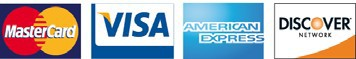 MasterCard
VISA
AMERICAN
EXPRESS
DISCOVER
NETWORK